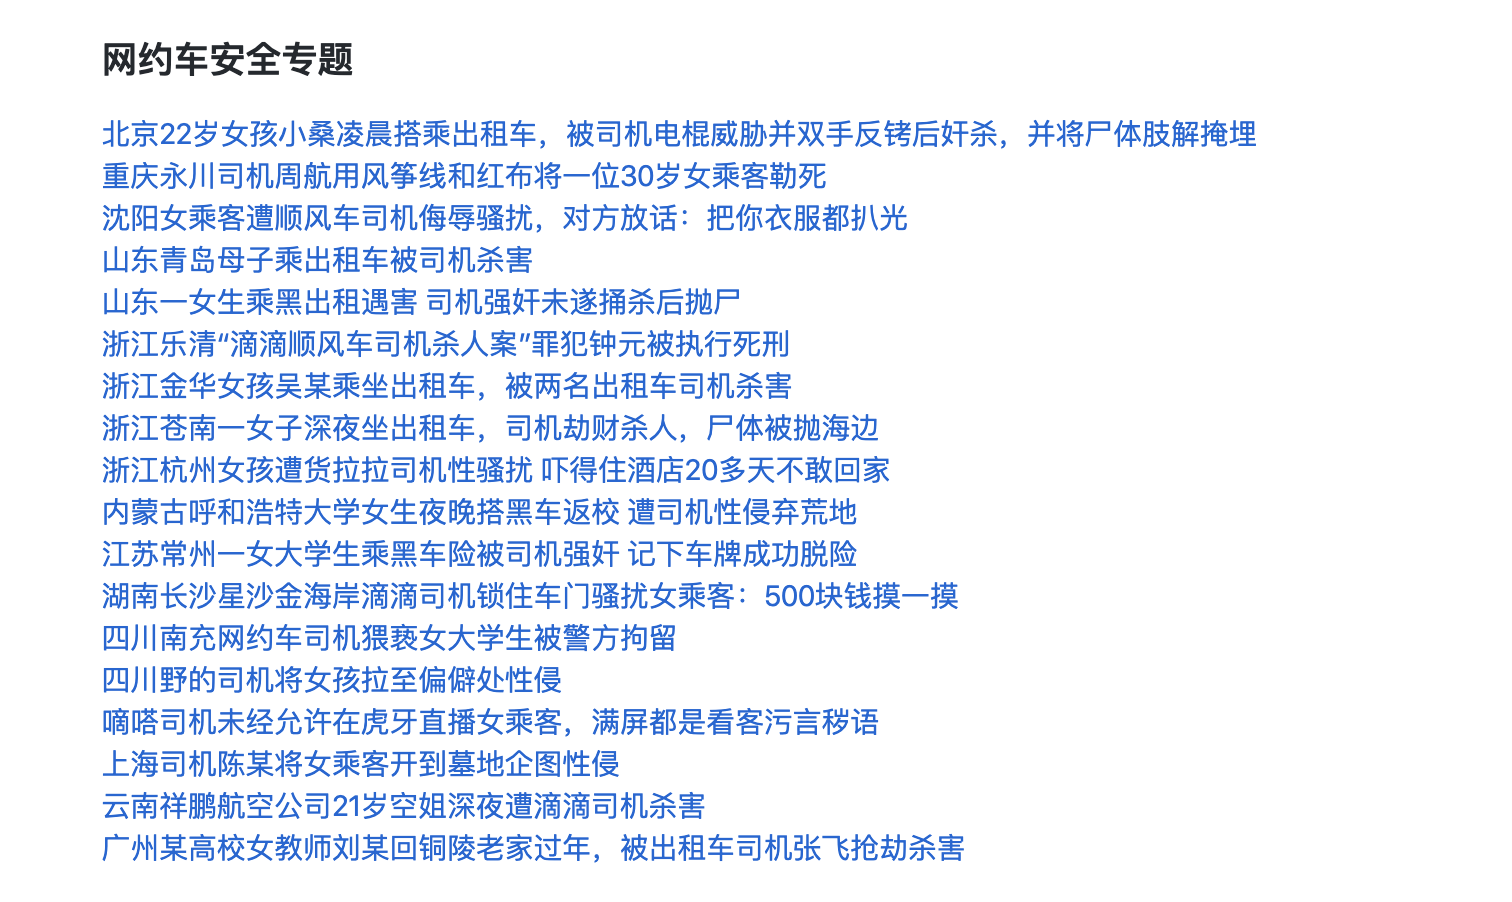 网约车安全专题
北京22岁女孩小桑凌晨搭乘出租车，被司机电棍威胁并双手反铐后奸杀，并将尸体肢解掩埋
重庆永川司机周航用风筝线和红布将一位30岁女乘客勒死
沈阳女乘客遭顺风车司机侮辱骚扰，对方放话：把你衣服都扒光
山东青岛母子乘出租车被司机杀害
山东一女生乘黑出租遇害 司机强奸未遂捅杀后抛尸
浙江乐清“滴滴顺风车司机杀人案”罪犯钟元被执行死刑
浙江金华女孩吴某乘坐出租车，被两名出租车司机杀害
浙江苍南一女子深夜坐出租车，司机劫财杀人，尸体被抛海边
浙江杭州女孩遭货拉拉司机性骚扰 吓得住酒店20多天不敢回家
内蒙古呼和浩特大学女生夜晚搭黑车返校 遭司机性侵弃荒地
江苏常州一女大学生乘黑车险被司机强奸 记下车牌成功脱险
湖南长沙星沙金海岸滴滴司机锁住车门骚扰女乘客：500块钱摸一摸
四川南充网约车司机猥亵女大学生被警方拘留
四川野的司机将女孩拉至偏僻处性侵
嘀嗒司机未经允许在虎牙直播女乘客，满屏都是看客污言秽语
上海司机陈某将女乘客开到墓地企图性侵
云南祥鹏航空公司21岁空姐深夜遭滴滴司机杀害
广州某高校女教师刘某回铜陵老家过年，被出租车司机张飞抢劫杀害